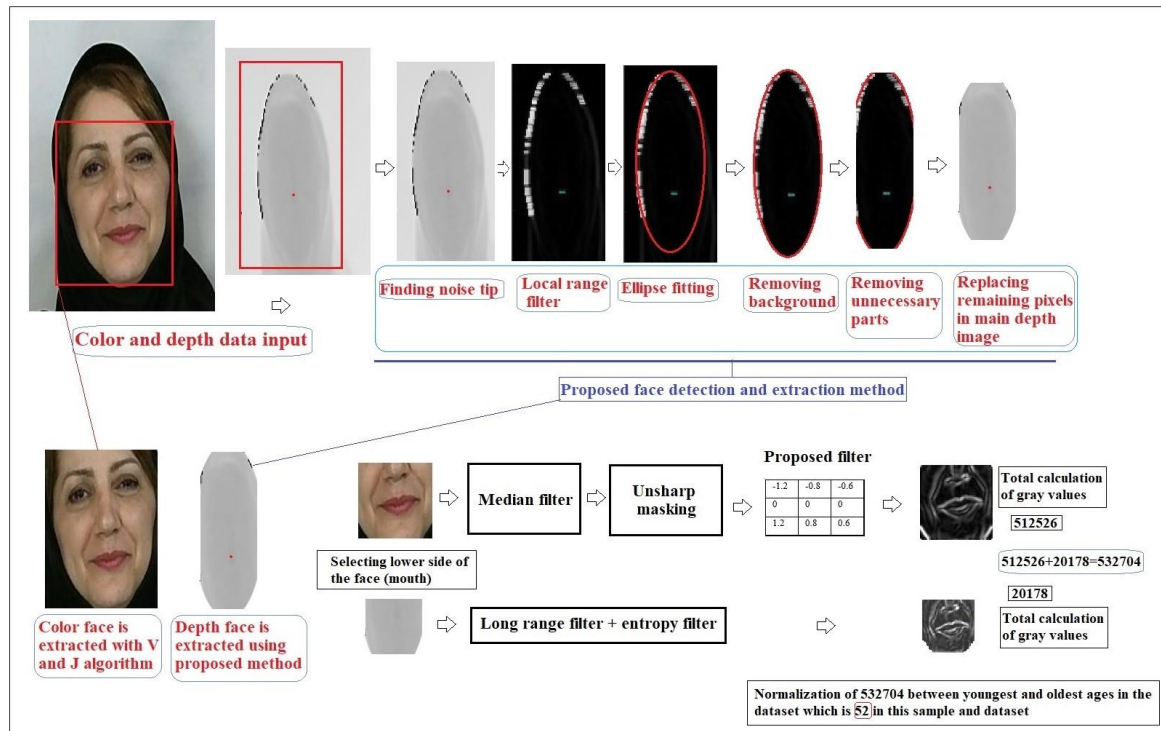 Finding noise tip
Local range
filter
Ellipse fitting
Removing
background
Removing
unnecessary
parts
Replacing
remaining pixels
in main depth
image
Color and depth data input
Proposed face detection and extraction method
Color face is
extracted with V
and J algorithm
Depth face is
extracted using
proposed method
Selecting lower side of
the face (mouth)
Median filter
Unsharp
masking
Proposed filter
-1.2 -0.8 -0.6
0 0 0
1.2 0.8 0.6
Total calculation
of gray values
512526
512526+20178=532704
20178
Total calculation
of gray values
Long range filter + entropy filter
Normalization of 532704 between youngest and oldest ages in the
dataset which is 52 in this sample and dataset